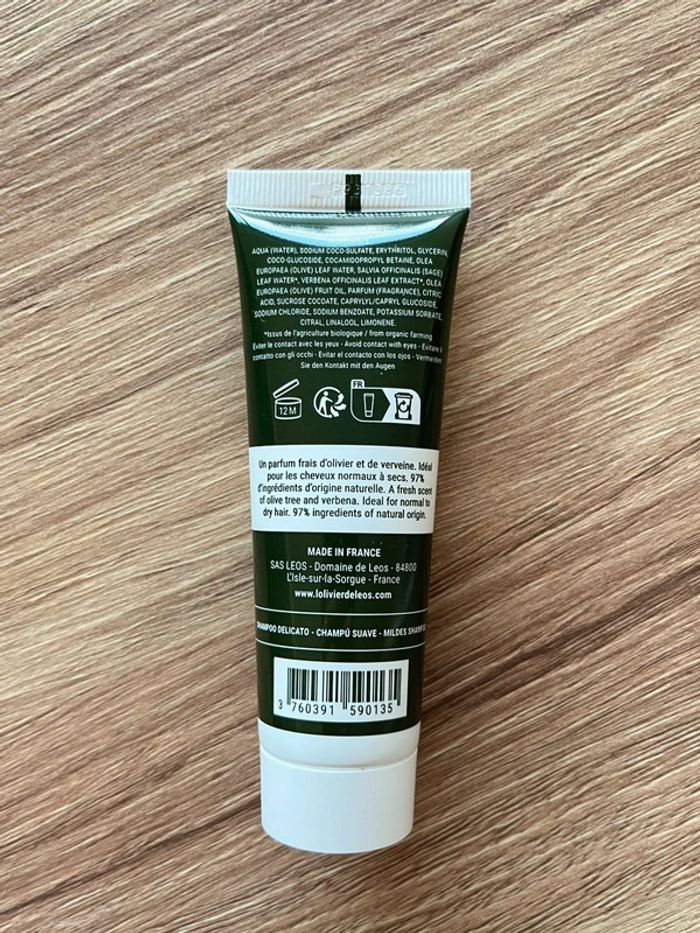 AQUA (WATER), SODIUM COCO-SULFATE, ERYTHRITOL, GLYCERIN,
COCO-GLUCOSIDE, COCAMIDOPROPYL BETAINE, OLEA
EUROPAEA (OLIVE) LEAF WATER, SALVIA OFFICINALIS (SAGE)
LEAF WATER*, VERBENA OFFICINALIS LEAF EXTRACT*, OLEA
EUROPAEA (OLIVE) FRUIT OIL, PARFUM (FRAGRANCE), CITRIC
ACID, SUCROSE COCOATE, CAPRYLYL/CAPRYL GLUCOSIDE,
SODIUM CHLORIDE, SODIUM BENZOATE, POTASSIUM SORBATE,
CITRAL, LINALOOL, LIMONENE.
*Issus de l'agriculture biologique / from organic farming
Éviter le contact avec les yeux - Avoid contact with eyes - Evitare il
contatto con gli occhi - Evitar el contacto con los ojos - Vermeiden
Sie den Kontakt mit den Augen
12 M
FR
Un parfum frais d'olivier et de verveine. Idéal
pour les cheveux normaux à secs. 97%
d'ingrédients d'origine naturelle. A fresh scent
of olive tree and verbena. Ideal for normal to
dry hair. 97% ingredients of natural origin.
MADE IN FRANCE
SAS LEOS - Domaine de Leos - 84800
L'Isle-sur-la-Sorgue - France
www.lolivierdeleos.com
SHAMPOO DELICATO - CHAMPÚ SUAVE - MILDES
3 760391 590135